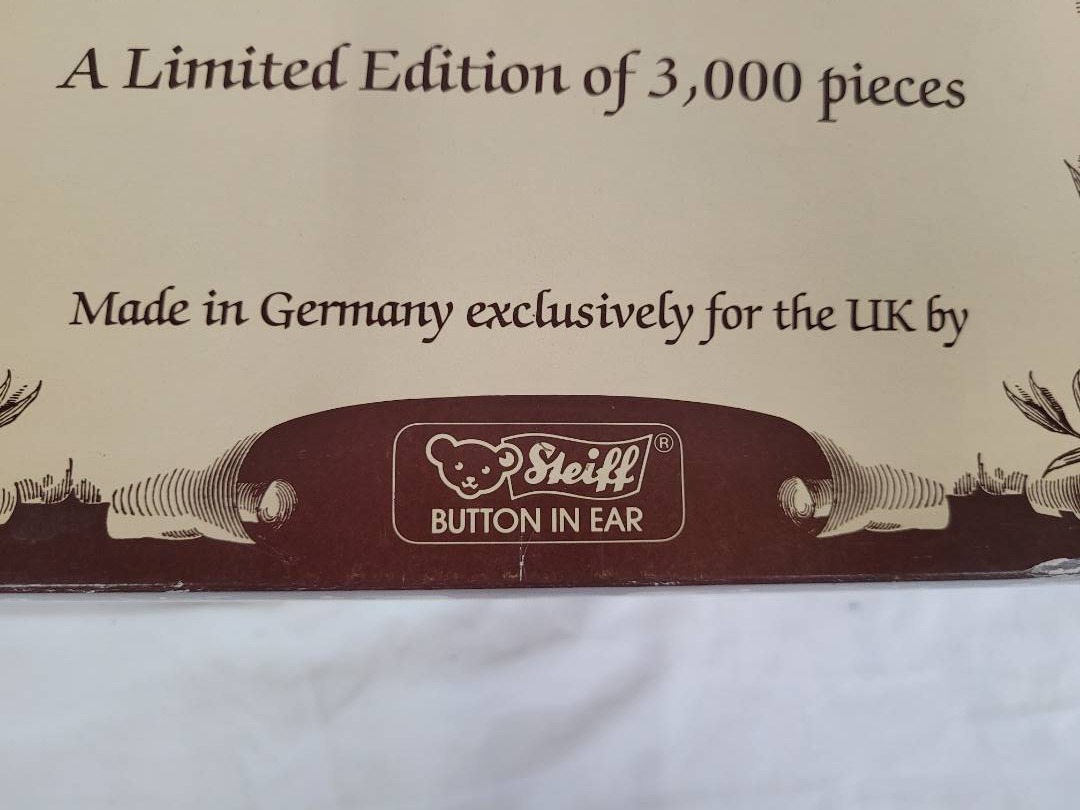 A Limited Edition of 3,000 pieces
Made in Germany exclusively for the UK by
Steiff ®
BUTTON IN EAR